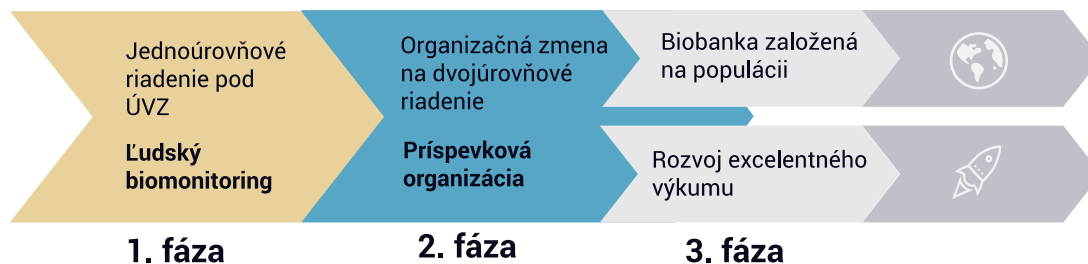 Jednoúrovňové
riadenie pod
ÚVZ
Ľudský
biomonitoring
Organizačná zmena
na dvojúrovňové
riadenie
Príspevková
organizácia
Biobanka založená
na populácii
Rozvoj excelentného
výkumu
1. fáza
2. fáza
3. fáza